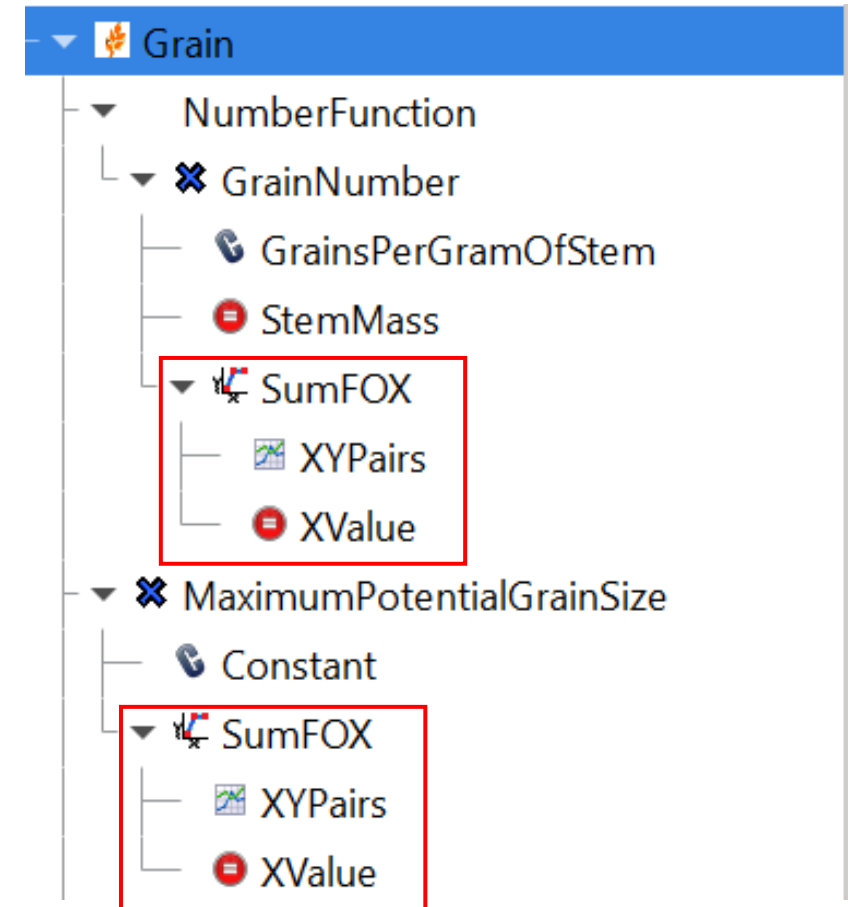 Grain
NumberFunction
GrainNumber
GrainsPerGramOfStem
StemMass
SumFOX
XYPairs
XValue
MaximumPotentialGrainSize
Constant
SumFOX
XYPairs
XValue